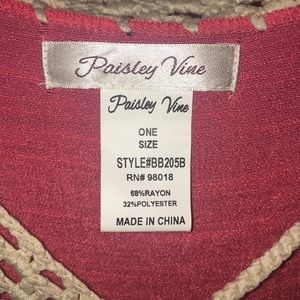 Paisley Vine
Paisley Vine
ONE
SIZE
STYLE#BB205B
RN# 98018
68%RAYON
32%POLYESTER
MADE IN CHINA